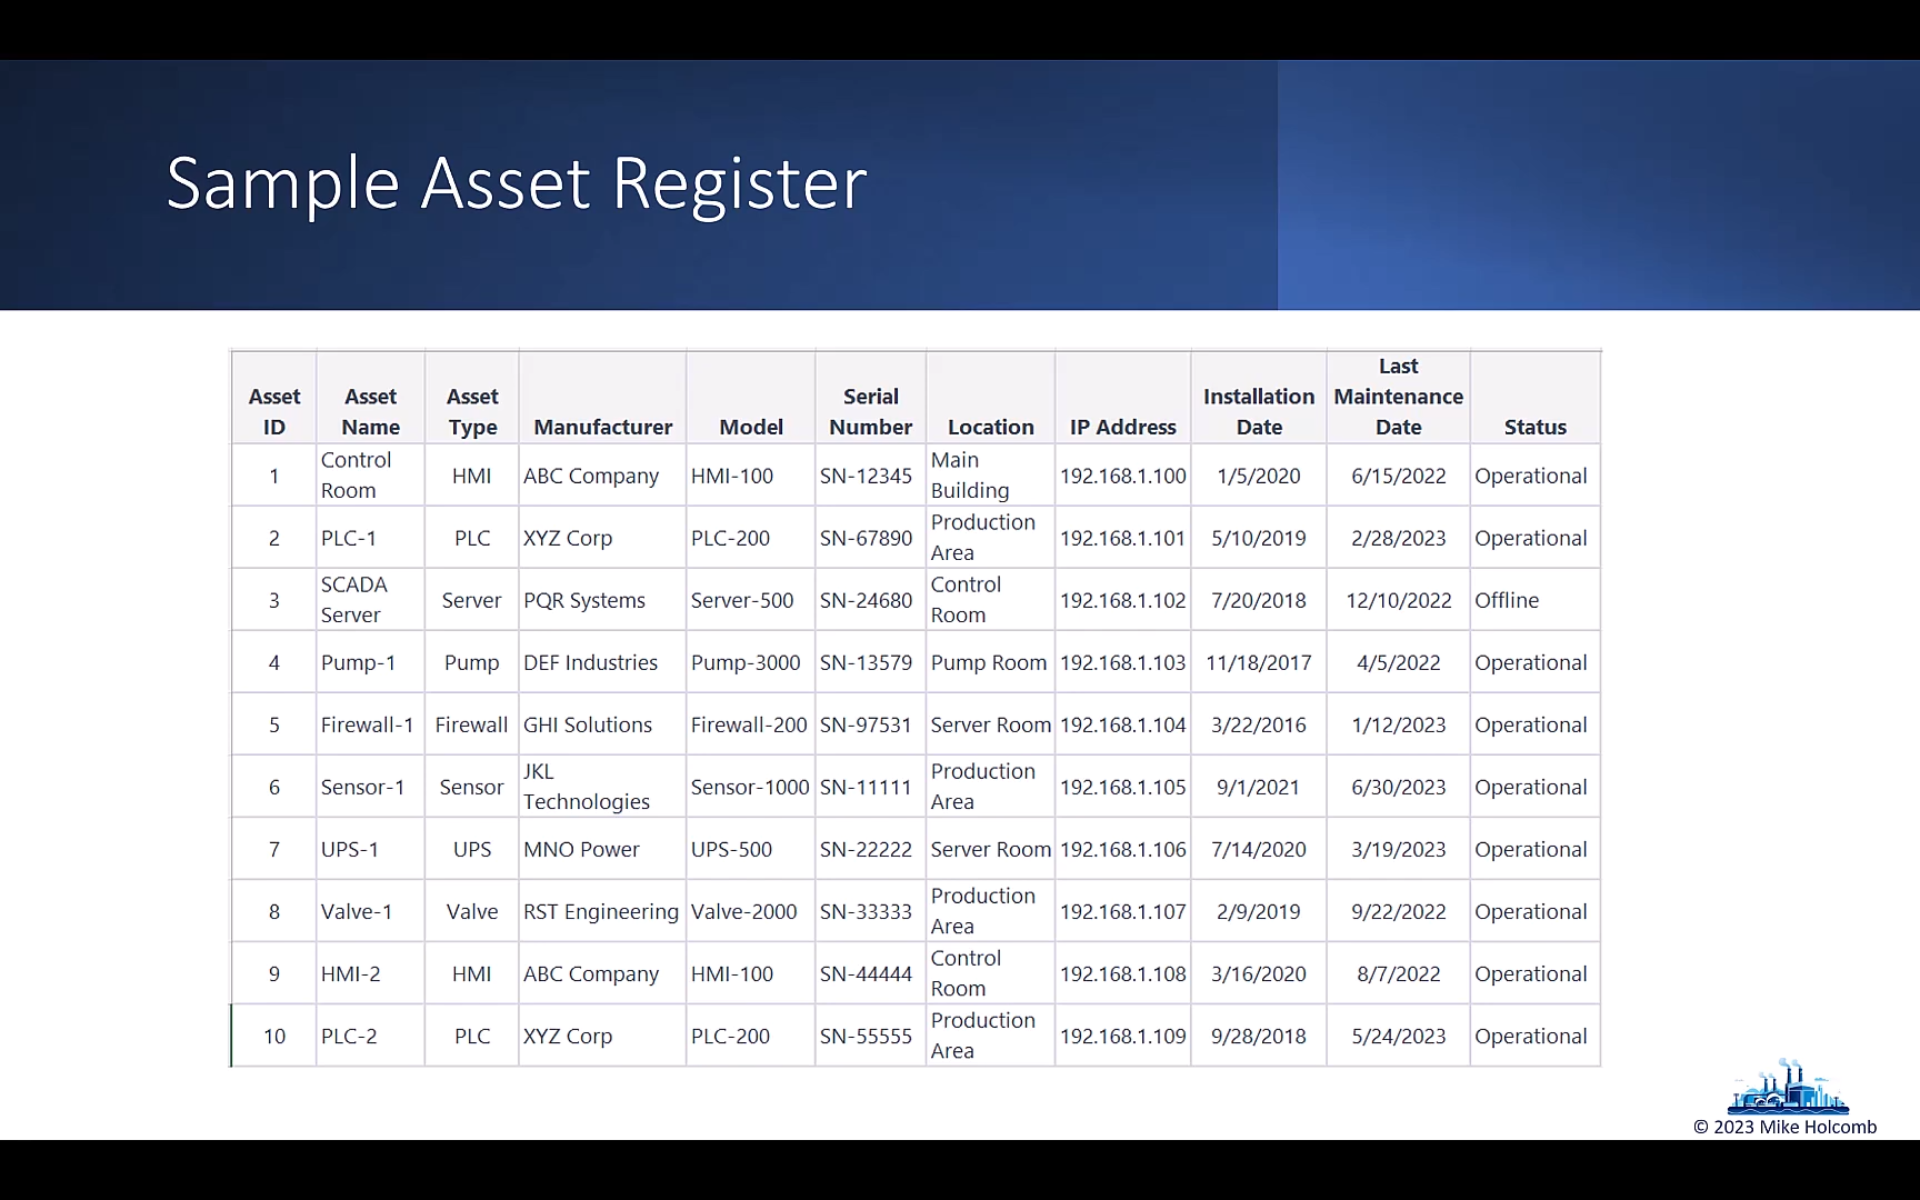 Sample Asset Register
Asset ID | Asset Name | Asset Type | Manufacturer | Model | Serial Number | Location | IP Address | Installation Date | Last Maintenance Date | Status
1 | Control Room | HMI | ABC Company | HMI-100 | SN-12345 | Main Building | 192.168.1.100 | 1/5/2020 | 6/15/2022 | Operational
2 | PLC-1 | PLC | XYZ Corp | PLC-200 | SN-67890 | Production Area | 192.168.1.101 | 5/10/2019 | 2/28/2023 | Operational
3 | SCADA Server | Server | PQR Systems | Server-500 | SN-24680 | Control Room | 192.168.1.102 | 7/20/2018 | 12/10/2022 | Offline
4 | Pump-1 | Pump | DEF Industries | Pump-3000 | SN-13579 | Pump Room | 192.168.1.103 | 11/18/2017 | 4/5/2022 | Operational
5 | Firewall-1 | Firewall | GHI Solutions | Firewall-200 | SN-97531 | Server Room | 192.168.1.104 | 3/22/2016 | 1/12/2023 | Operational
6 | Sensor-1 | Sensor | JKL Technologies | Sensor-1000 | SN-11111 | Production Area | 192.168.1.105 | 9/1/2021 | 6/30/2023 | Operational
7 | UPS-1 | UPS | MNO Power | UPS-500 | SN-22222 | Server Room | 192.168.1.106 | 7/14/2020 | 3/19/2023 | Operational
8 | Valve-1 | Valve | RST Engineering | Valve-2000 | SN-33333 | Production Area | 192.168.1.107 | 2/9/2019 | 9/22/2022 | Operational
9 | HMI-2 | HMI | ABC Company | HMI-100 | SN-44444 | Control Room | 192.168.1.108 | 3/16/2020 | 8/7/2022 | Operational
10 | PLC-2 | PLC | XYZ Corp | PLC-200 | SN-55555 | Production Area | 192.168.1.109 | 9/28/2018 | 5/24/2023 | Operational
© 2023 Mike Holcomb